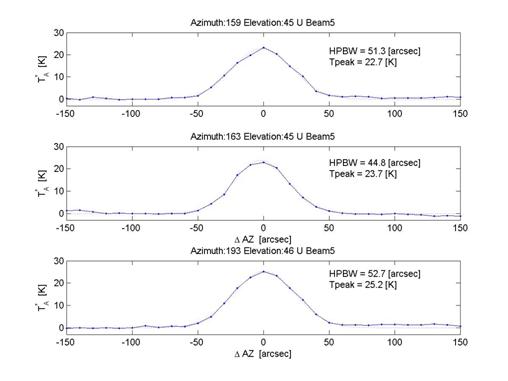 Azimuth:159 Elevation:45 U Beam5
HPBW = 51.3 [arcsec]
Tpeak = 22.7 [K]
T*A [K]
30
20
10
0
-150 -100 -50 0 50 100 150
Azimuth:163 Elevation:45 U Beam5
HPBW = 44.8 [arcsec]
Tpeak = 23.7 [K]
T*A [K]
30
20
10
0
-150 -100 -50 0 50 100 150
Δ AZ [arcsec]
Azimuth:193 Elevation:46 U Beam5
HPBW = 52.7 [arcsec]
Tpeak = 25.2 [K]
T*A [K]
30
20
10
0
-150 -100 -50 0 50 100 150
Δ AZ [arcsec]